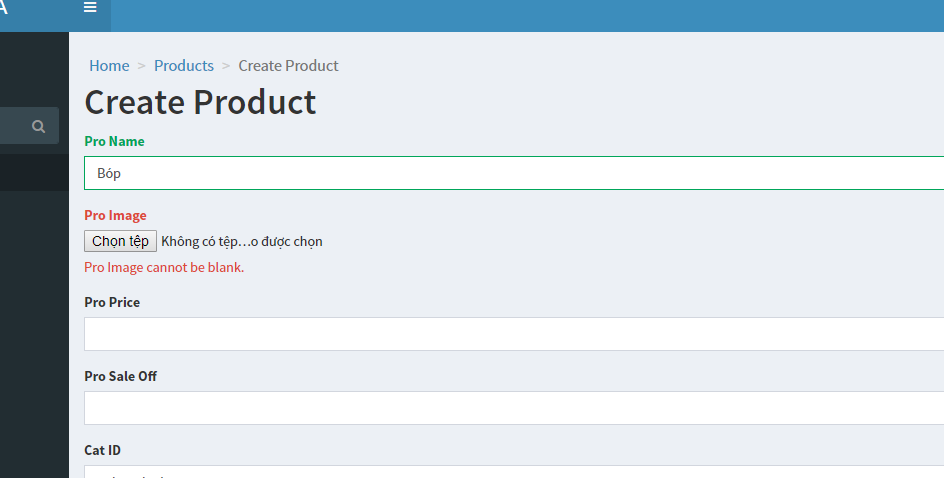 A
Home > Products > Create Product
Create Product
Pro Name
Bóp
Pro Image
Chọn tệp Không có tệp…o được chọn
Pro Image cannot be blank.
Pro Price
Pro Sale Off
Cat ID